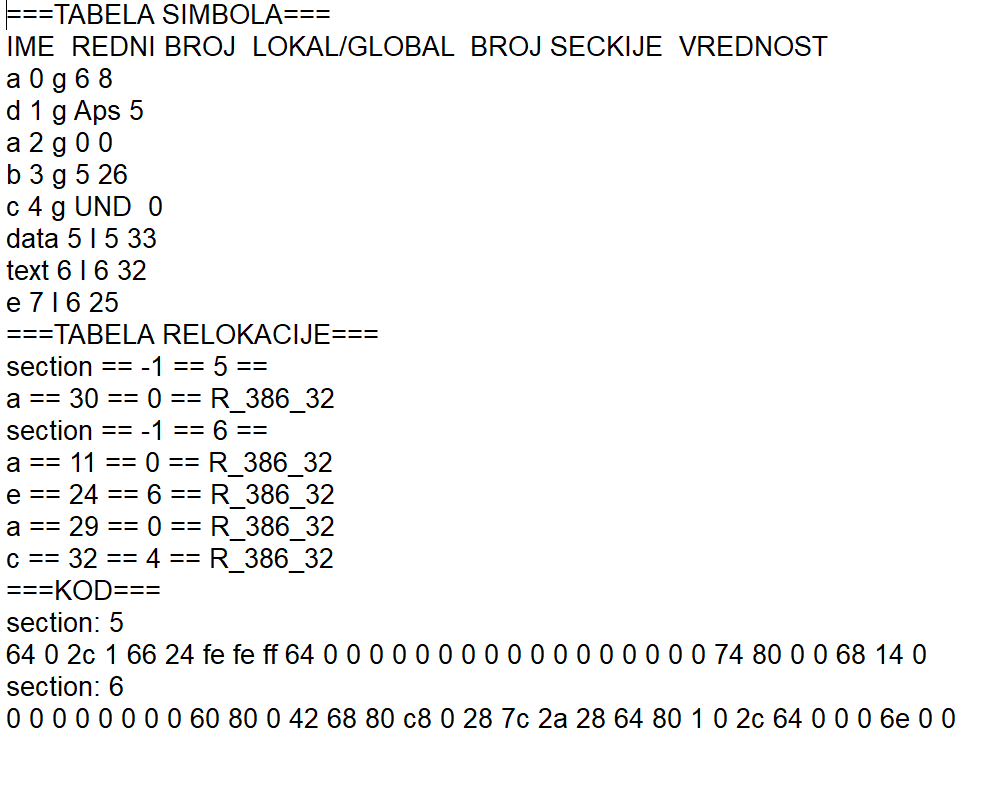 ===TABELA SIMBOLA===
IME REDNI BROJ LOKAL/GLOBAL BROJ SECKIJE VREDNOST
a 0 g 6 8
d 1 g Aps 5
a 2 g 0 0
b 3 g 5 26
c 4 g UND 0
data 5 l 5 33
text 6 l 6 32
e 7 l 6 25
===TABELA RELOKACIJE===
section == -1 == 5 ==
a == 30 == 0 == R_386_32
section == -1 == 6 ==
a == 11 == 0 == R_386_32
e == 24 == 6 == R_386_32
a == 29 == 0 == R_386_32
c == 32 == 4 == R_386_32
===KOD===
section: 5
64 0 2c 1 66 24 fe fe ff 64 0 0 0 0 0 0 0 0 0 0 0 0 0 0 0 0 0 74 80 0 0 68 14 0
section: 6
0 0 0 0 0 0 0 0 60 80 0 42 68 80 c8 0 28 7c 2a 28 64 80 1 0 2c 64 0 0 0 6e 0 0